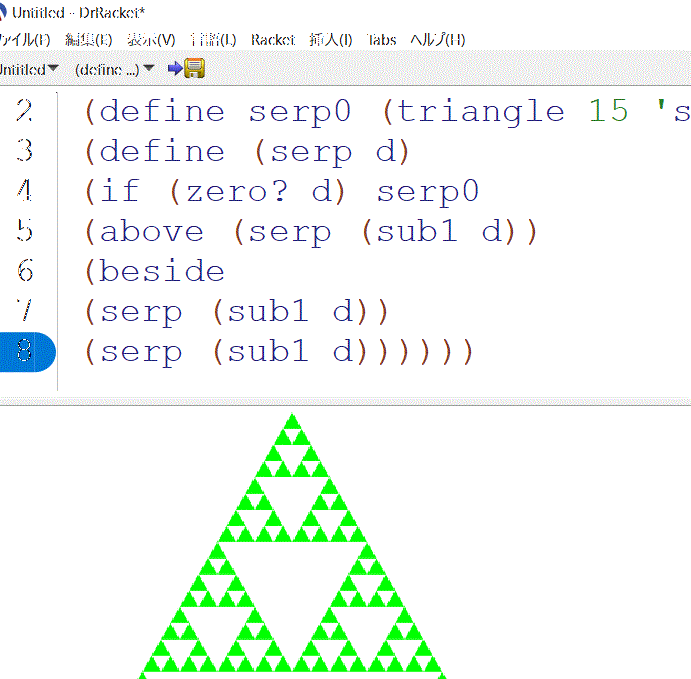 Untitled - DrRacket*
ァイル(F) 編集(E) 表示(V) 言語(L) Racket 挿入(I) Tabs ヘルプ(H)
Untitled (define ...)
2 (define serp0 (triangle 15 's
3 (define (serp d)
4 (if (zero? d) serp0
5 (above (serp (sub1 d))
6 (beside
7 (serp (sub1 d))
8 (serp (sub1 d))))))